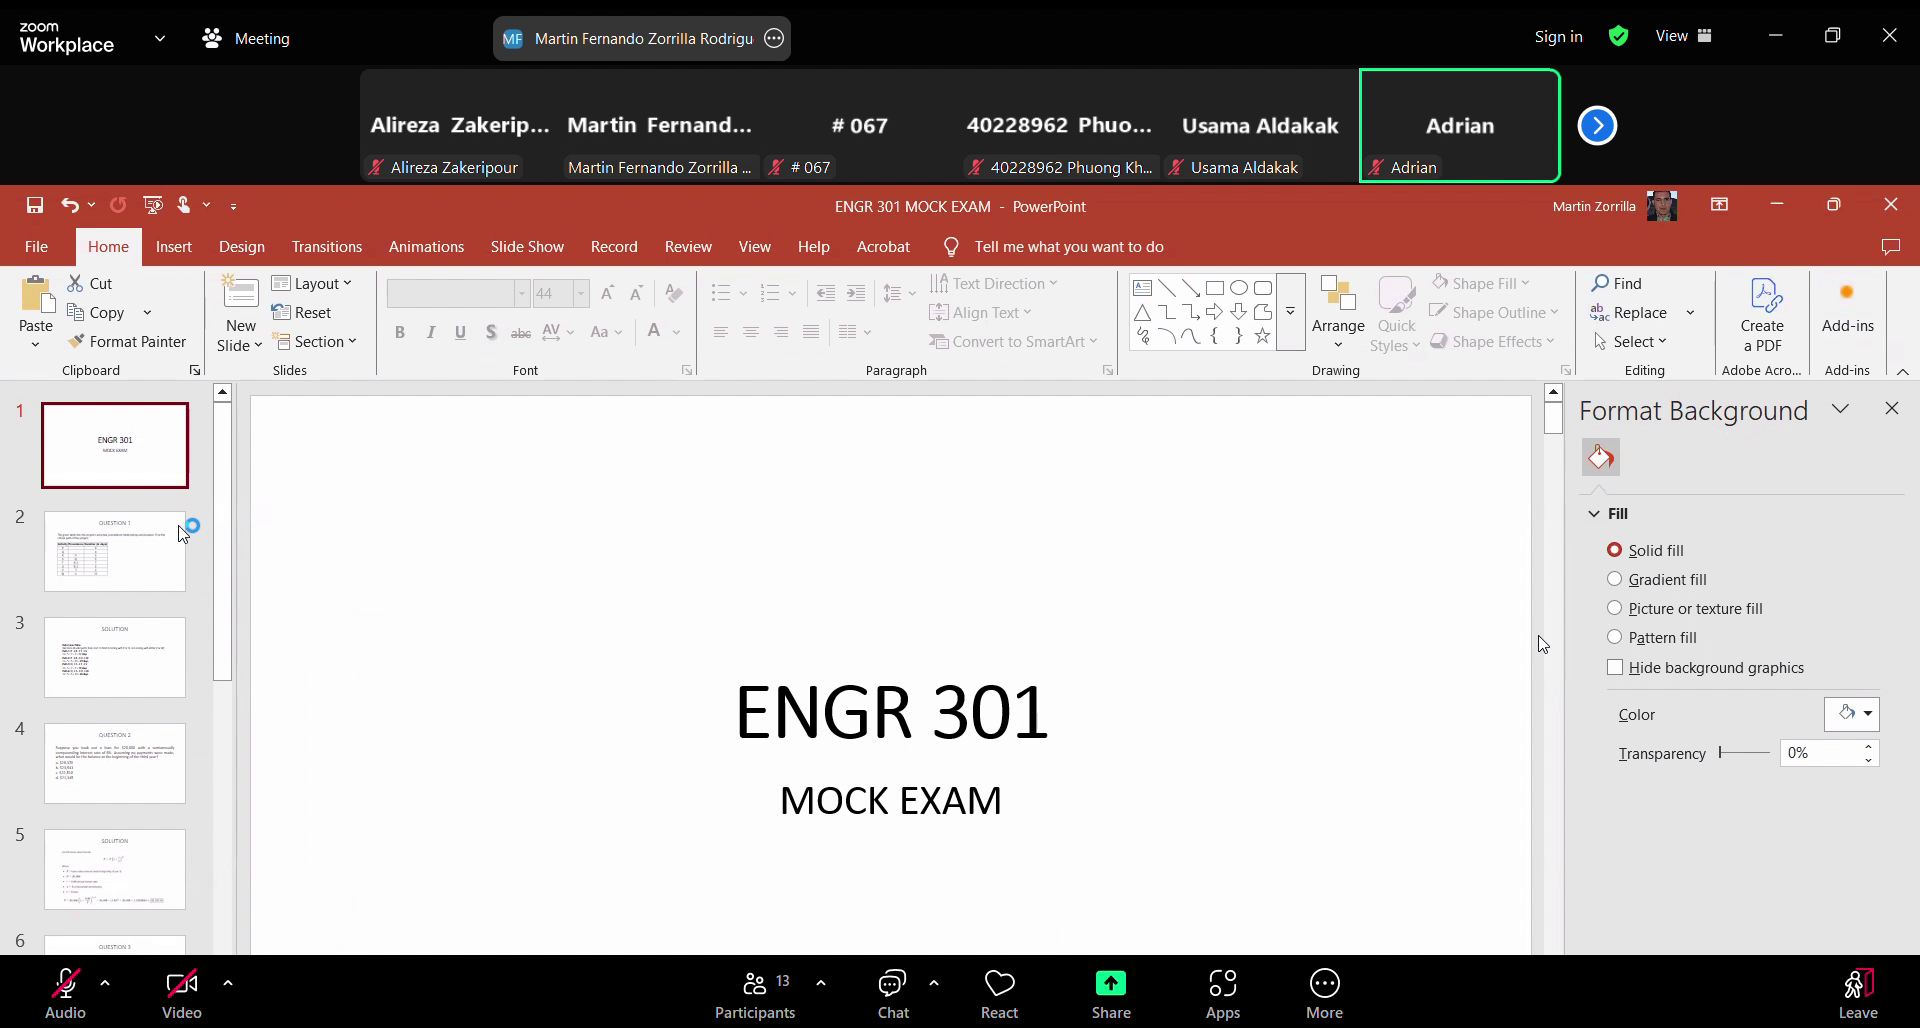 zoom
Workplace
Meeting
MF Martin Fernando Zorrilla Rodrigu
Sign in
View
Alireza Zakerip...
Martin Fernand...
# 067
40228962 Phuo...
Usama Aldakak
Adrian
Alireza Zakeripour
Martin Fernando Zorrilla ...
# 067
40228962 Phuong Kh...
Usama Aldakak
Adrian
ENGR 301 MOCK EXAM - PowerPoint
Martin Zorrilla
File
Home
Insert
Design
Transitions
Animations
Slide Show
Record
Review
View
Help
Acrobat
Tell me what you want to do
Paste
Cut
Copy
Format Painter
Clipboard
New
Slide
Layout
Reset
Section
Slides
44
B I U S abc AV Aa A
Font
Text Direction
Align Text
Convert to SmartArt
Paragraph
Arrange
Quick
Styles
Shape Fill
Shape Outline
Shape Effects
Drawing
Find
Replace
Select
Editing
Create
a PDF
Adobe Acro...
Add-ins
Add-ins
1
ENGR 301
MOCK EXAM
2
QUESTION 1
3
SOLUTION
4
QUESTION 2
5
SOLUTION
6
QUESTION 3
ENGR 301
MOCK EXAM
Format Background
Fill
Solid fill
Gradient fill
Picture or texture fill
Pattern fill
Hide background graphics
Color
Transparency
0%
Audio
Video
13
Participants
Chat
React
Share
Apps
More
Leave